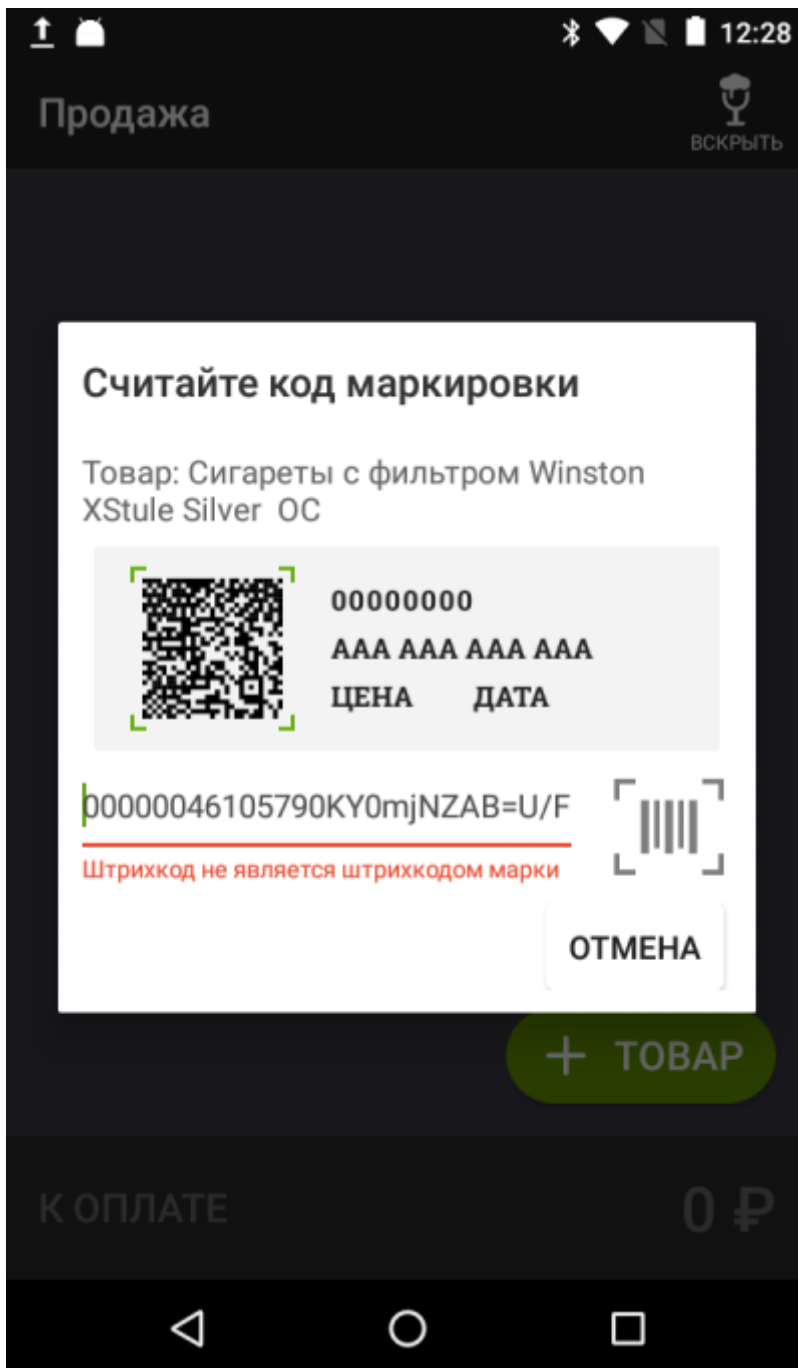 12:28
Продажа
ВСКРЫТЬ
Считайте код маркировки
Товар: Сигареты с фильтром Winston
XStule Silver OC
00000000
AAA AAA AAA AAA
ЦЕНА ДАТА
00000046105790KY0mjNZAB=U/F
Штрихкод не является штрихкодом марки
ОТМЕНА
+ ТОВАР
К ОПЛАТЕ 0 ₽